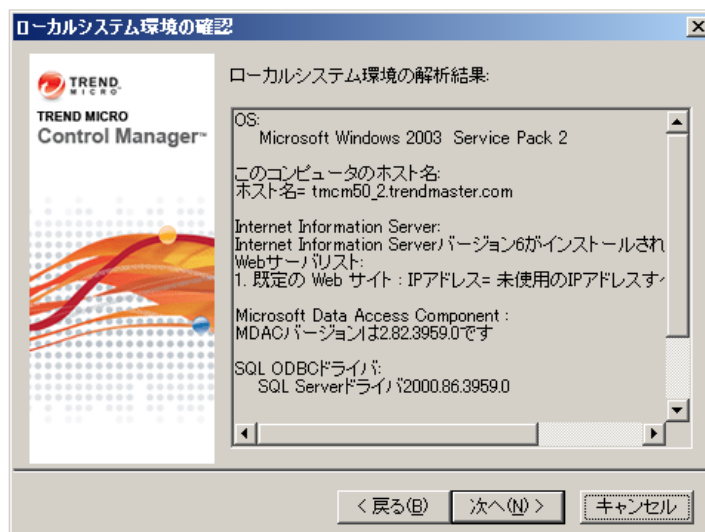 ローカルシステム環境の確認
TREND
MICRO
TREND MICRO
Control Manager™
ローカルシステム環境の解析結果:
OS:
Microsoft Windows 2003 Service Pack 2
このコンピュータのホスト名:
ホスト名= tmcm50_2.trendmaster.com
Internet Information Server:
Internet Information Serverバージョン6がインストールされ
Webサーバリスト:
1. 既定の Web サイト : IPアドレス= 未使用のIPアドレスす
Microsoft Data Access Component :
MDACバージョンは2.82.3959.0です
SQL ODBCドライバ:
SQL Serverドライバ2000.86.3959.0
< 戻る(B)
次へ(N) >
キャンセル